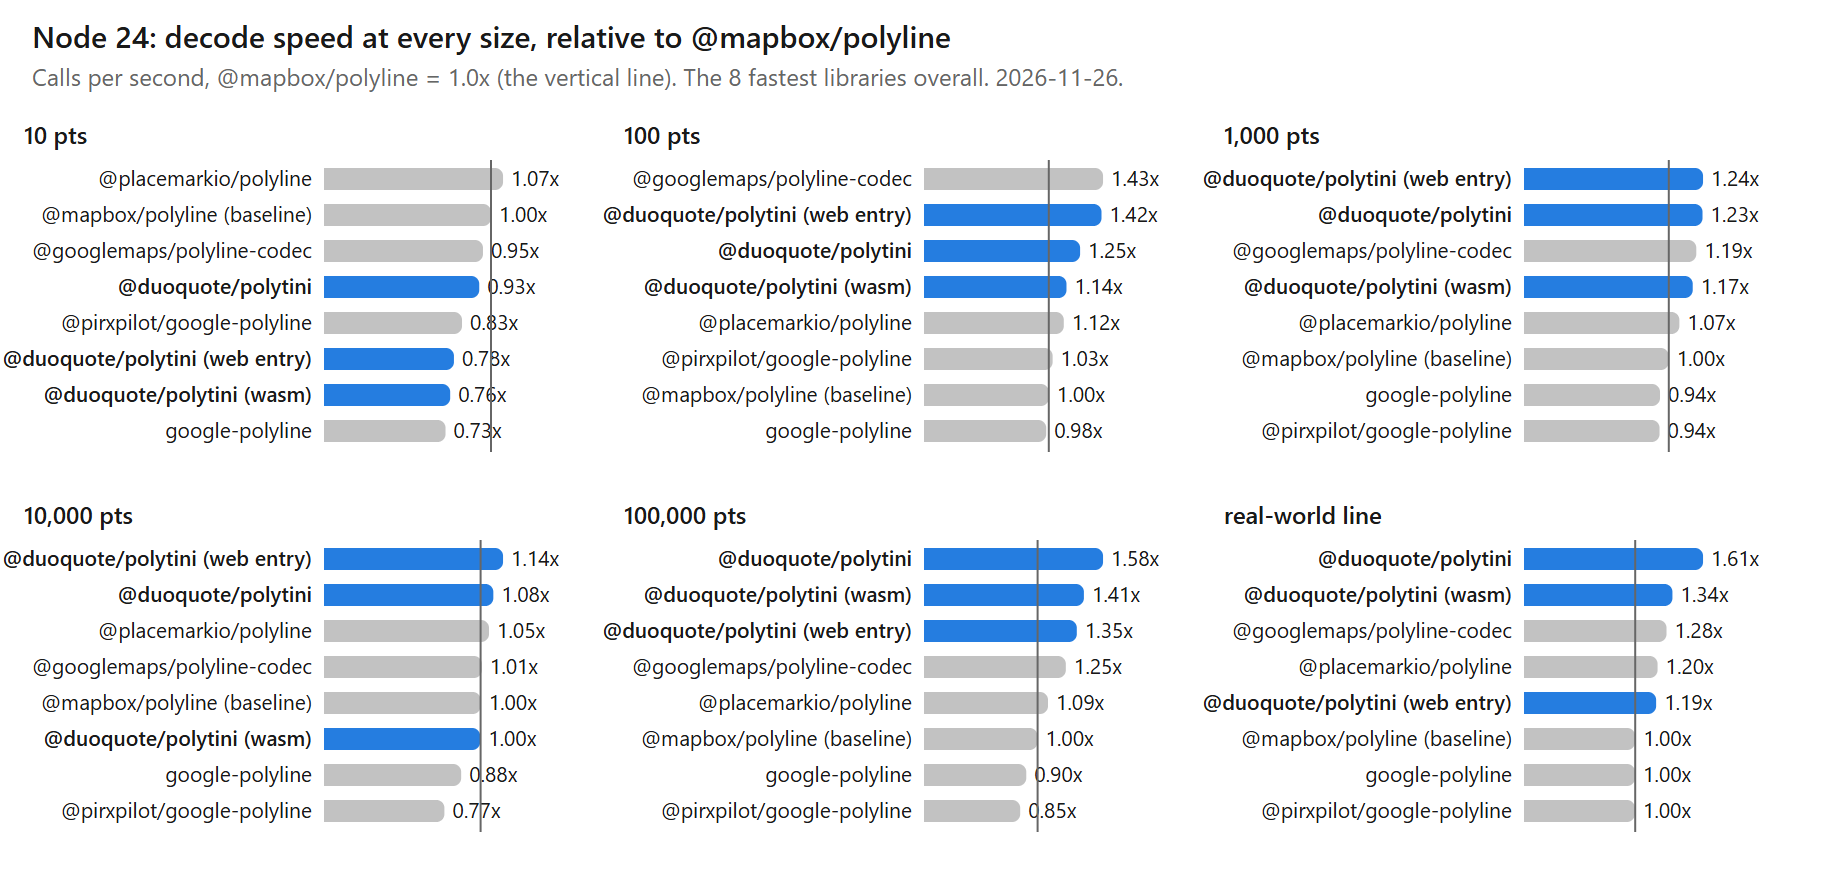 Node 24: decode speed at every size, relative to @mapbox/polyline
Calls per second, @mapbox/polyline = 1.0x (the vertical line). The 8 fastest libraries overall. 2026-11-26.
10 pts
@placemarkio/polyline 1.07x
@mapbox/polyline (baseline) 1.00x
@googlemaps/polyline-codec 0.95x
@duoquote/polytini 0.93x
@pirxpilot/google-polyline 0.83x
@duoquote/polytini (web entry) 0.78x
@duoquote/polytini (wasm) 0.76x
google-polyline 0.73x
100 pts
@googlemaps/polyline-codec 1.43x
@duoquote/polytini (web entry) 1.42x
@duoquote/polytini 1.25x
@duoquote/polytini (wasm) 1.14x
@placemarkio/polyline 1.12x
@pirxpilot/google-polyline 1.03x
@mapbox/polyline (baseline) 1.00x
google-polyline 0.98x
1,000 pts
@duoquote/polytini (web entry) 1.24x
@duoquote/polytini 1.23x
@googlemaps/polyline-codec 1.19x
@duoquote/polytini (wasm) 1.17x
@placemarkio/polyline 1.07x
@mapbox/polyline (baseline) 1.00x
google-polyline 0.94x
@pirxpilot/google-polyline 0.94x
10,000 pts
@duoquote/polytini (web entry) 1.14x
@duoquote/polytini 1.08x
@placemarkio/polyline 1.05x
@googlemaps/polyline-codec 1.01x
@mapbox/polyline (baseline) 1.00x
@duoquote/polytini (wasm) 1.00x
google-polyline 0.88x
@pirxpilot/google-polyline 0.77x
100,000 pts
@duoquote/polytini 1.58x
@duoquote/polytini (wasm) 1.41x
@duoquote/polytini (web entry) 1.35x
@googlemaps/polyline-codec 1.25x
@placemarkio/polyline 1.09x
@mapbox/polyline (baseline) 1.00x
google-polyline 0.90x
@pirxpilot/google-polyline 0.85x
real-world line
@duoquote/polytini 1.61x
@duoquote/polytini (wasm) 1.34x
@googlemaps/polyline-codec 1.28x
@placemarkio/polyline 1.20x
@duoquote/polytini (web entry) 1.19x
@mapbox/polyline (baseline) 1.00x
google-polyline 1.00x
@pirxpilot/google-polyline 1.00x